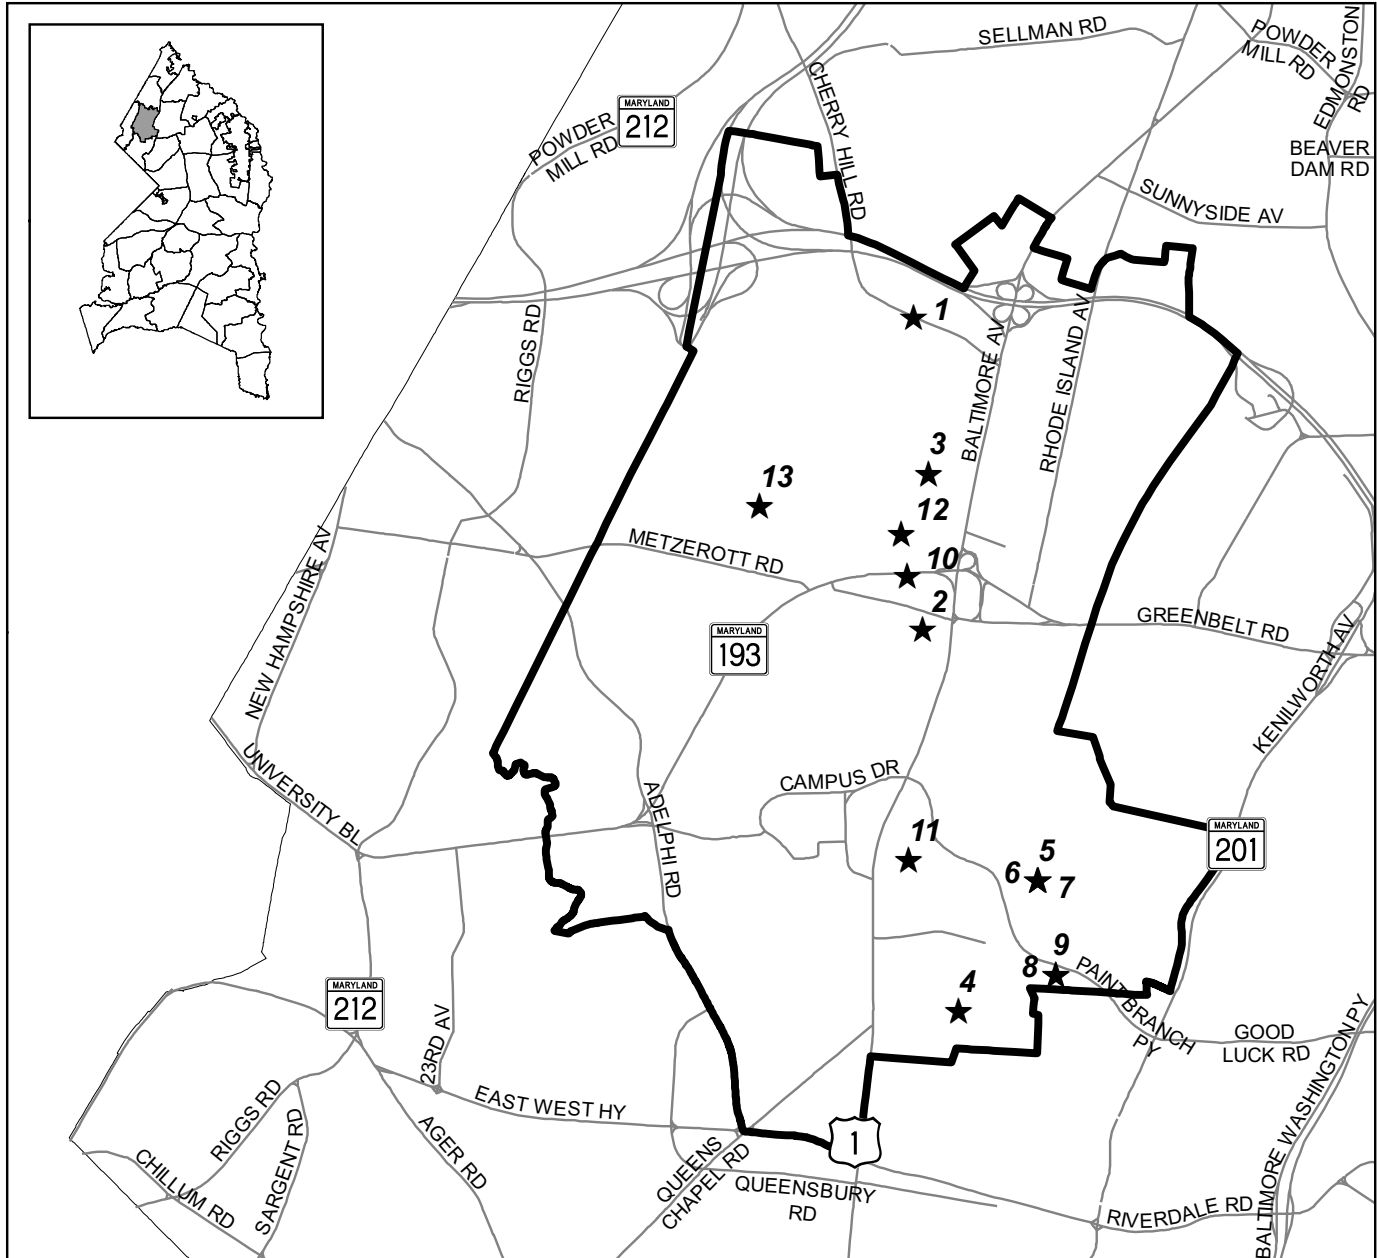 SELLMAN RD
POWDER
MILL RD
EDMONSTON
RD
CHERRY HILL RD
MARYLAND
212
POWDER
MILL RD
BEAVER
DAM RD
SUNNYSIDE AV
RIGGS RD
1
BALTIMORE AV
RHODE ISLAND AV
3
13
12
METZEROTT RD
10
NEW HAMPSHIRE AV
2
GREENBELT RD
MARYLAND
193
KENILWORTH AV
UNIVERSITY BL
CAMPUS DR
ADELPHI RD
11
MARYLAND
201
5
6
7
9
8
PAINT BRANCH
PY
4
MARYLAND
212
GOOD
LUCK RD
23RD AV
EAST WEST HY
RIGGS RD
SARGENT RD
AGER RD
CHILLUM RD
1
QUEENS
CHAPEL RD
QUEENSBURY
RD
RIVERDALE RD
BALTIMORE WASHINGTON PY